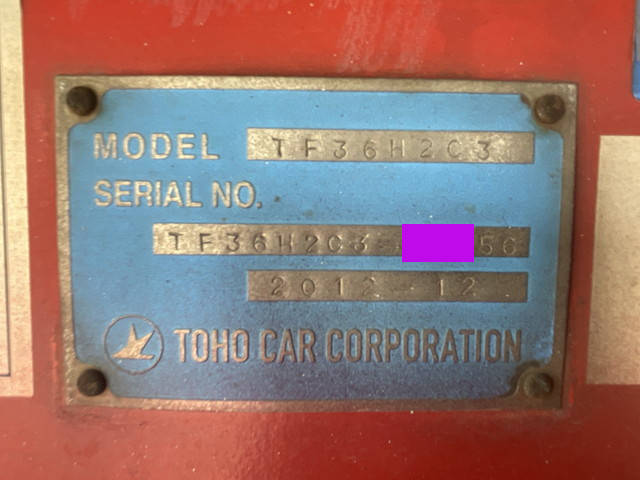 MODEL TF36H2C3
SERIAL NO.
TF36H2C3- 56
2012-12
TOHO CAR CORPORATION